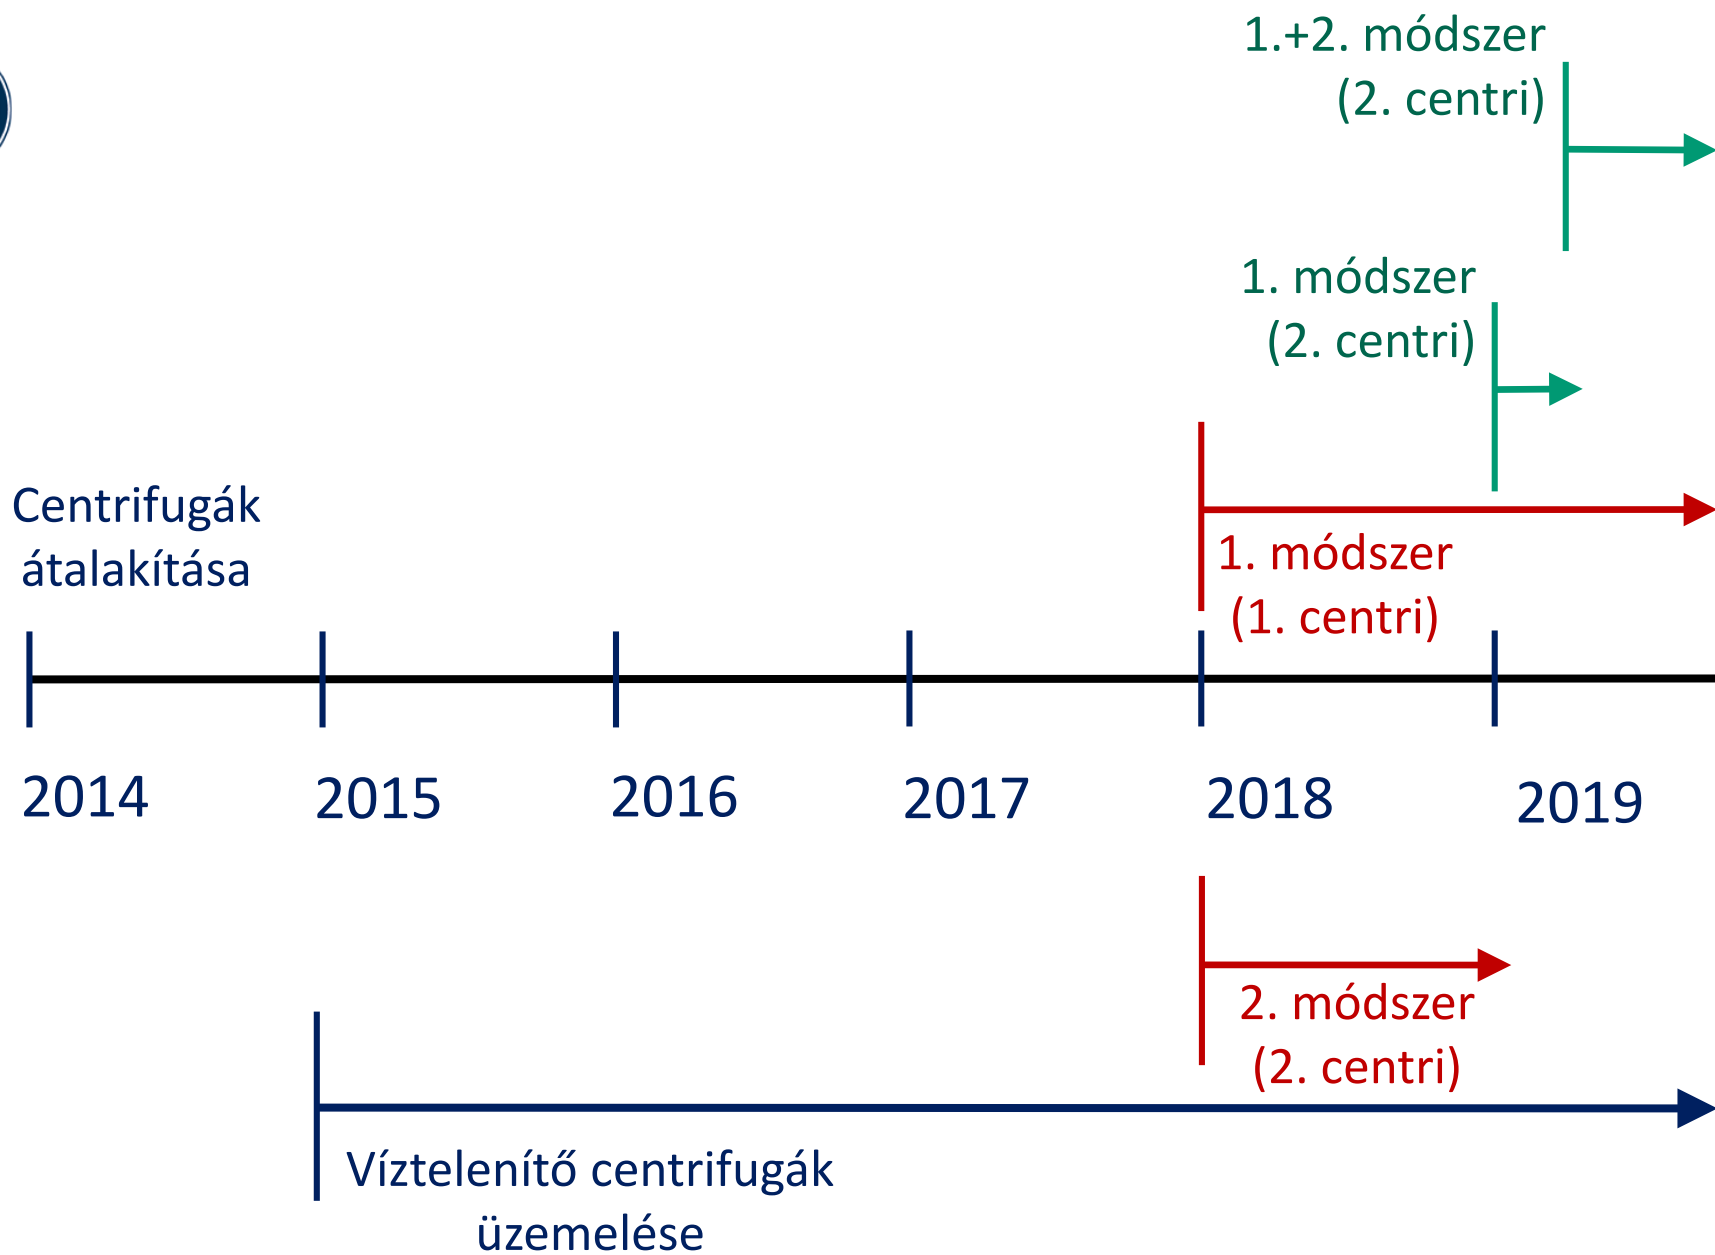 1.+2. módszer
(2. centri)
1. módszer
(2. centri)
Centrifugák
átalakítása
1. módszer
(1. centri)
2014
2015
2016
2017
2018
2019
2. módszer
(2. centri)
Víztelenítő centrifugák
üzemelése